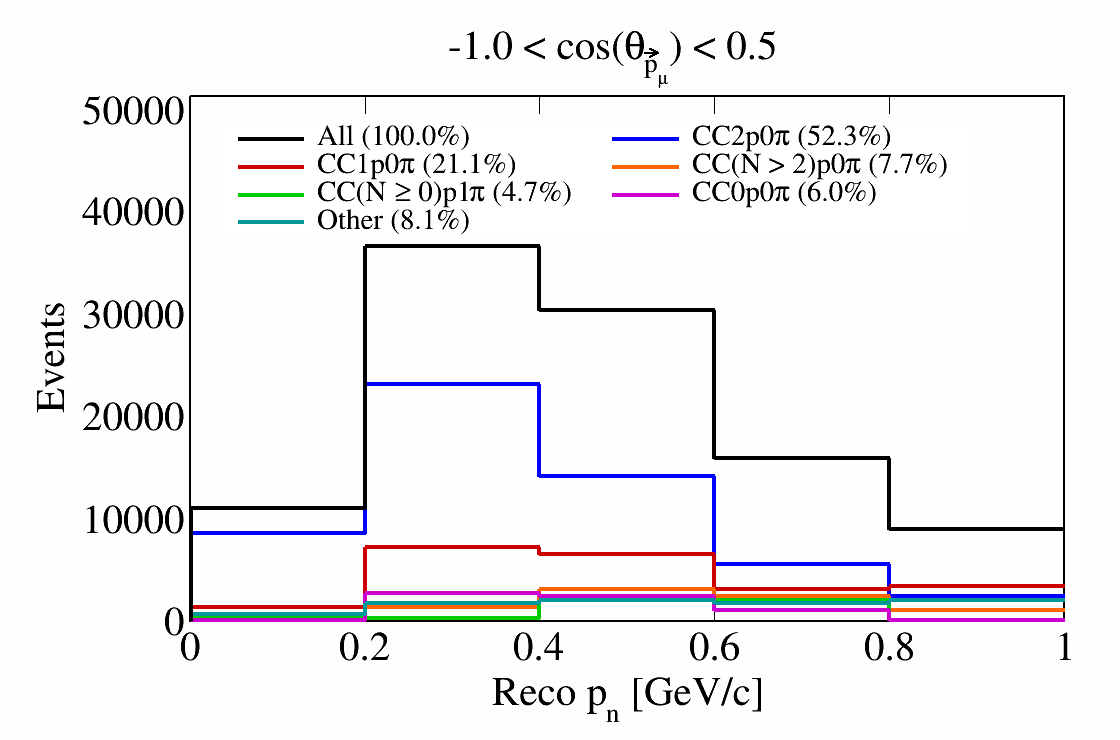 -1.0 < cos(θ_{\vec{p}_μ}) < 0.5
50000
40000
30000
20000
10000
0
Events
All (100.0%)
CC2p0π (52.3%)
CC1p0π (21.1%)
CC(N > 2)p0π (7.7%)
CC(N ≥ 0)p1π (4.7%)
CC0p0π (6.0%)
Other (8.1%)
0 0.2 0.4 0.6 0.8 1
Reco p_n [GeV/c]